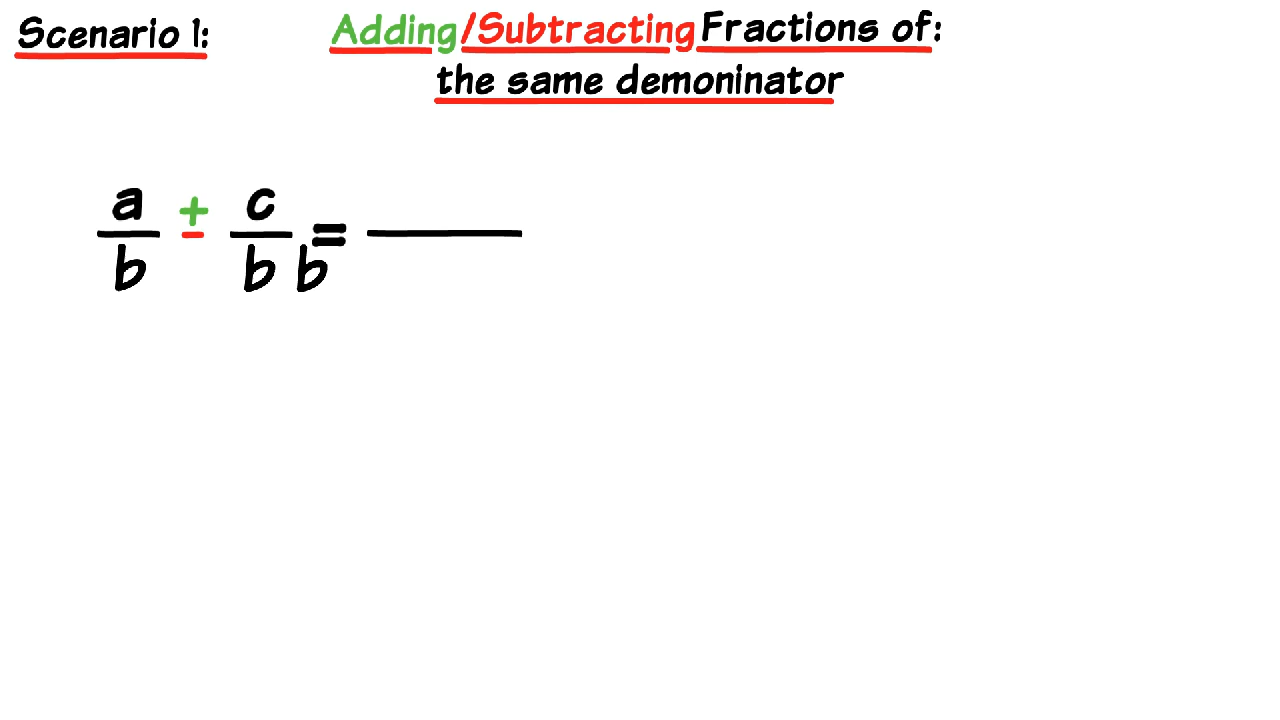 Scenario 1: Adding/Subtracting Fractions of:
the same demoninator
a ± c
b b b =